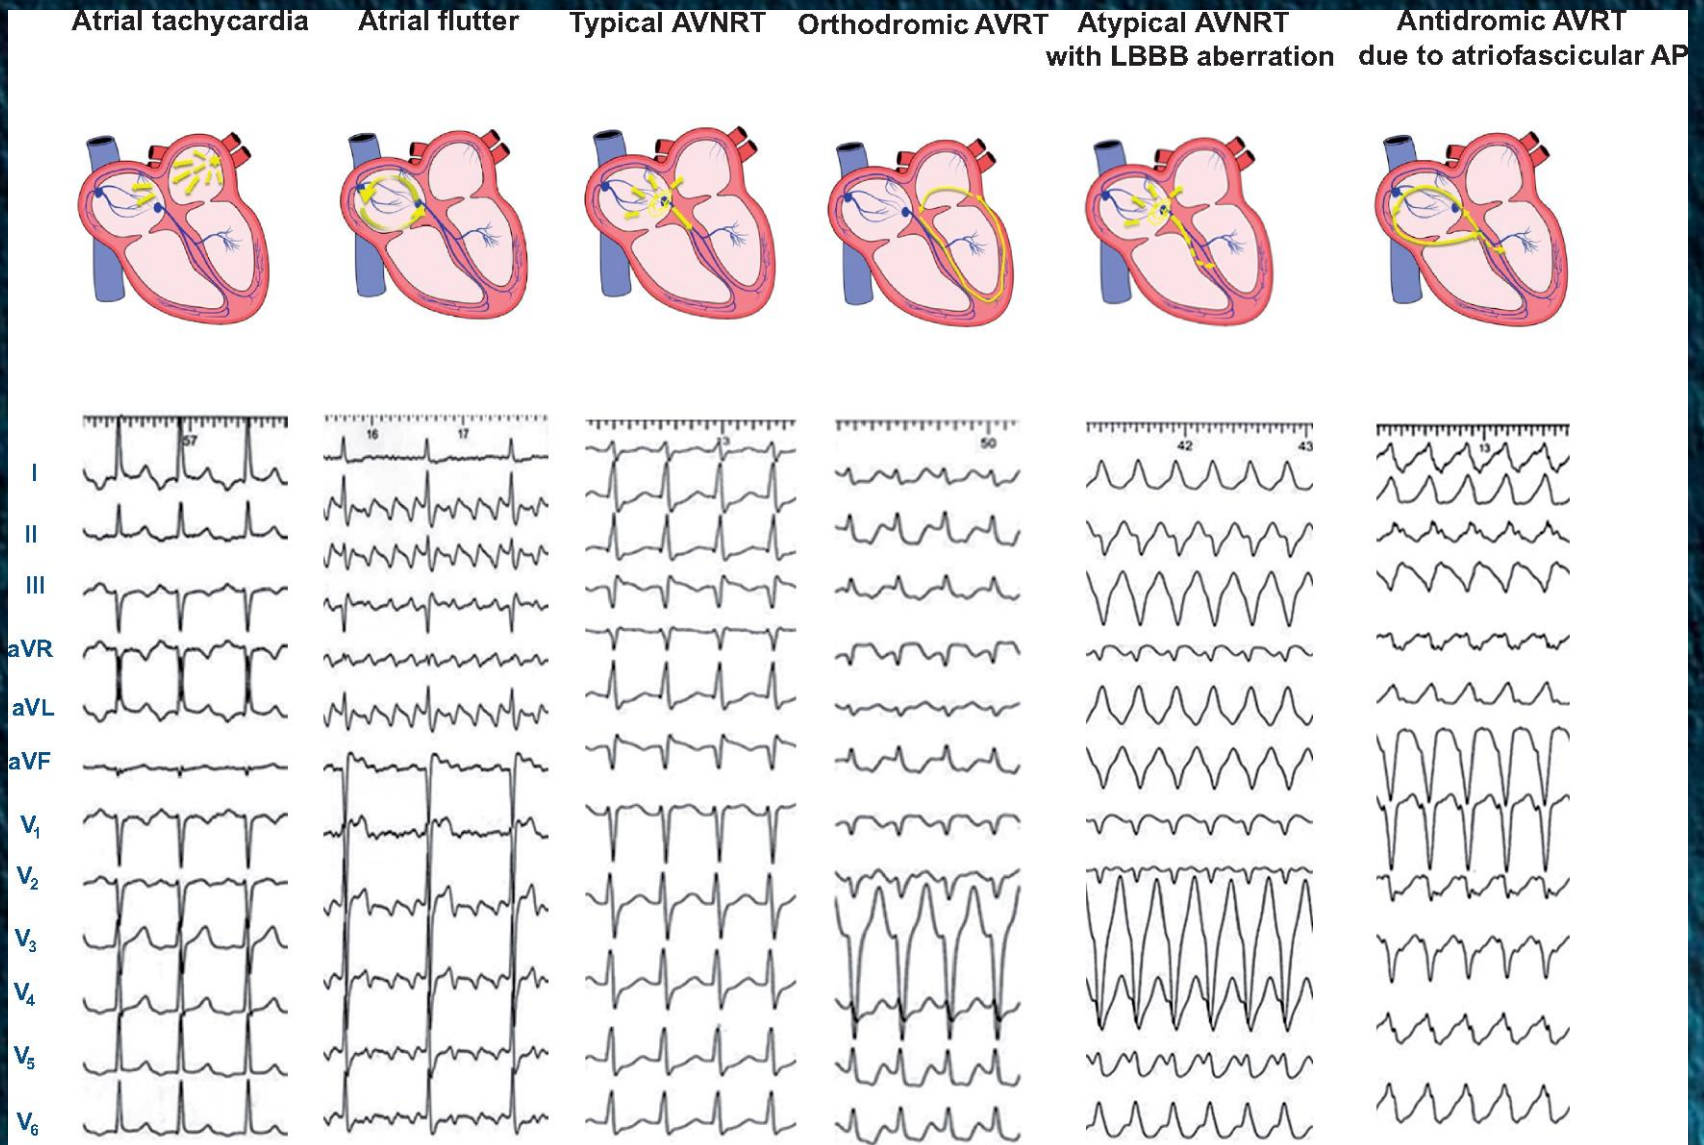 Atrial tachycardia
Atrial flutter
Typical AVNRT
Orthodromic AVRT
Atypical AVNRT
with LBBB aberration
Antidromic AVRT
due to atriofascicular AP
57
16 17
13
50
42 43
13
I
II
III
aVR
aVL
aVF
V₁
V₂
V₃
V₄
V₅
V₆